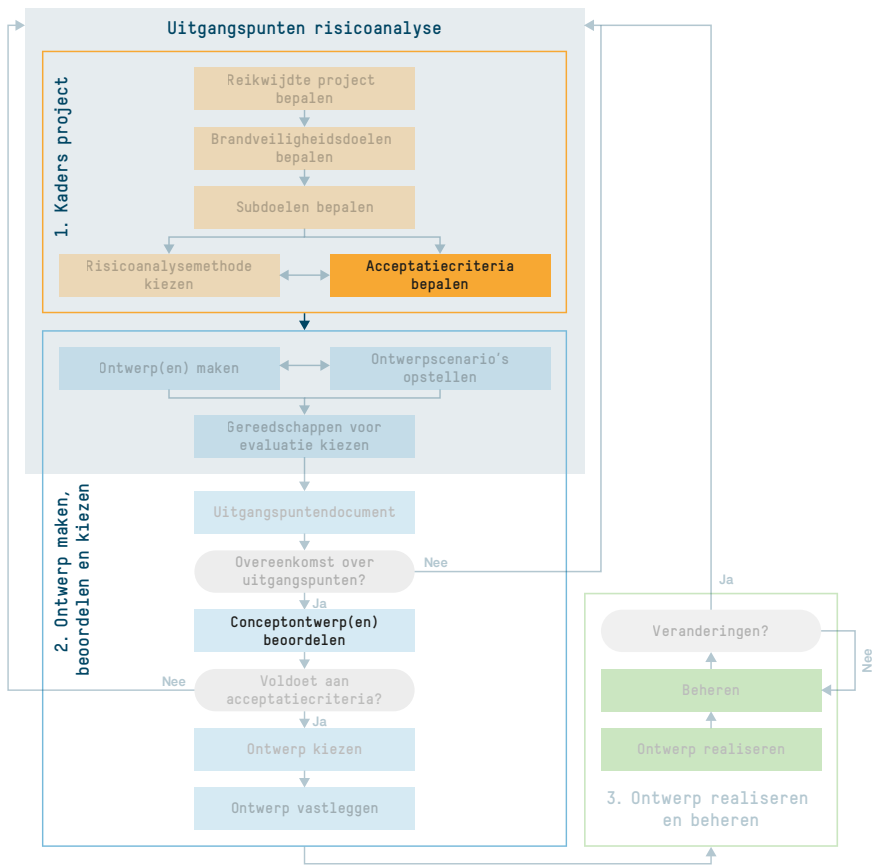 Uitgangspunten risicoanalyse
1. Kaders project
Reikwijdte project
bepalen
Brandveiligheidsdoelen
bepalen
Subdoelen bepalen
Risicoanalysemethode
kiezen
Acceptatiecriteria
bepalen
2. Ontwerp maken,
beoordelen en kiezen
Ontwerp(en) maken
Ontwerpscenario's
opstellen
Gereedschappen voor
evaluatie kiezen
Uitgangspuntendocument
Overeenkomst over
uitgangspunten?
Nee
Ja
Conceptontwerp(en)
beoordelen
Voldoet aan
acceptatiecriteria?
Nee
Ja
Ontwerp kiezen
Ontwerp vastleggen
Ja
Veranderingen?
Nee
Beheren
Ontwerp realiseren
3. Ontwerp realiseren
en beheren